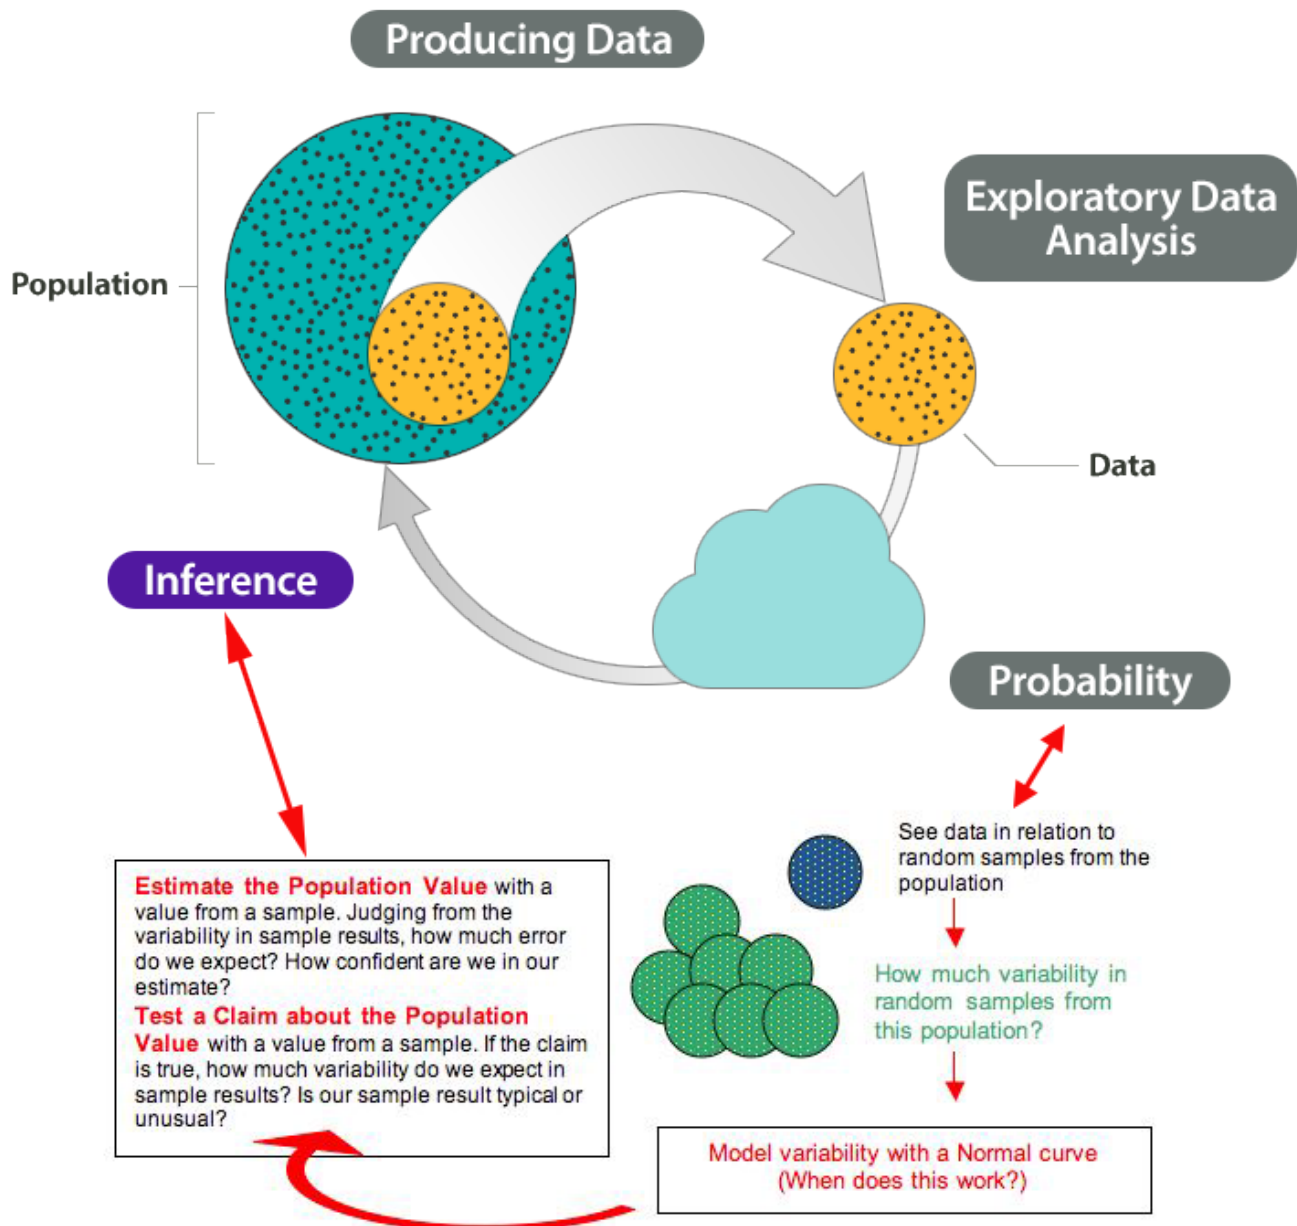 Producing Data
Exploratory Data
Analysis
Population
Data
Inference
Probability
See data in relation to
random samples from the
population
Estimate the Population Value with a
value from a sample. Judging from the
variability in sample results, how much error
do we expect? How confident are we in our
estimate?
Test a Claim about the Population
Value with a value from a sample. If the claim
is true, how much variability do we expect in
sample results? Is our sample result typical or
unusual?
How much variability in
random samples from
this population?
Model variability with a Normal curve
(When does this work?)